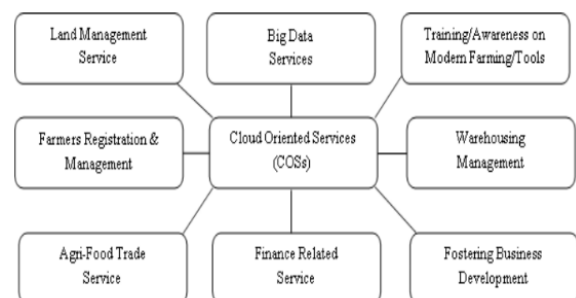 Land Management
Service
Big Data
Services
Training/Awareness on
Modern Farming/Tools
Farmers Registration &
Management
Cloud Oriented Services
(COSs)
Warehousing
Management
Agri-Food Trade
Service
Finance Related
Service
Fostering Business
Development